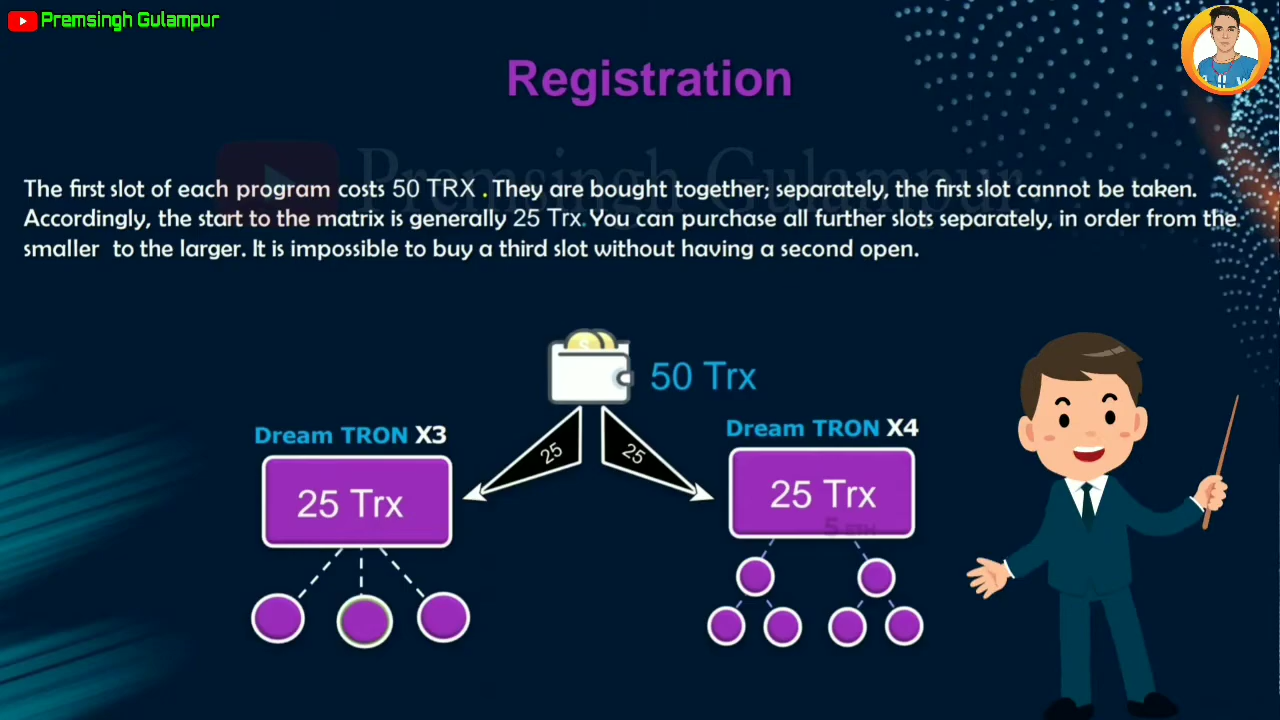 Premsingh Gulampur
Registration
Premsingh Gulampur
The first slot of each program costs 50 TRX . They are bought together; separately, the first slot cannot be taken.
Accordingly, the start to the matrix is generally 25 Trx. You can purchase all further slots separately, in order from the
smaller to the larger. It is impossible to buy a third slot without having a second open.
50 Trx
25
25
Dream TRON X3
25 Trx
Dream TRON X4
25 Trx